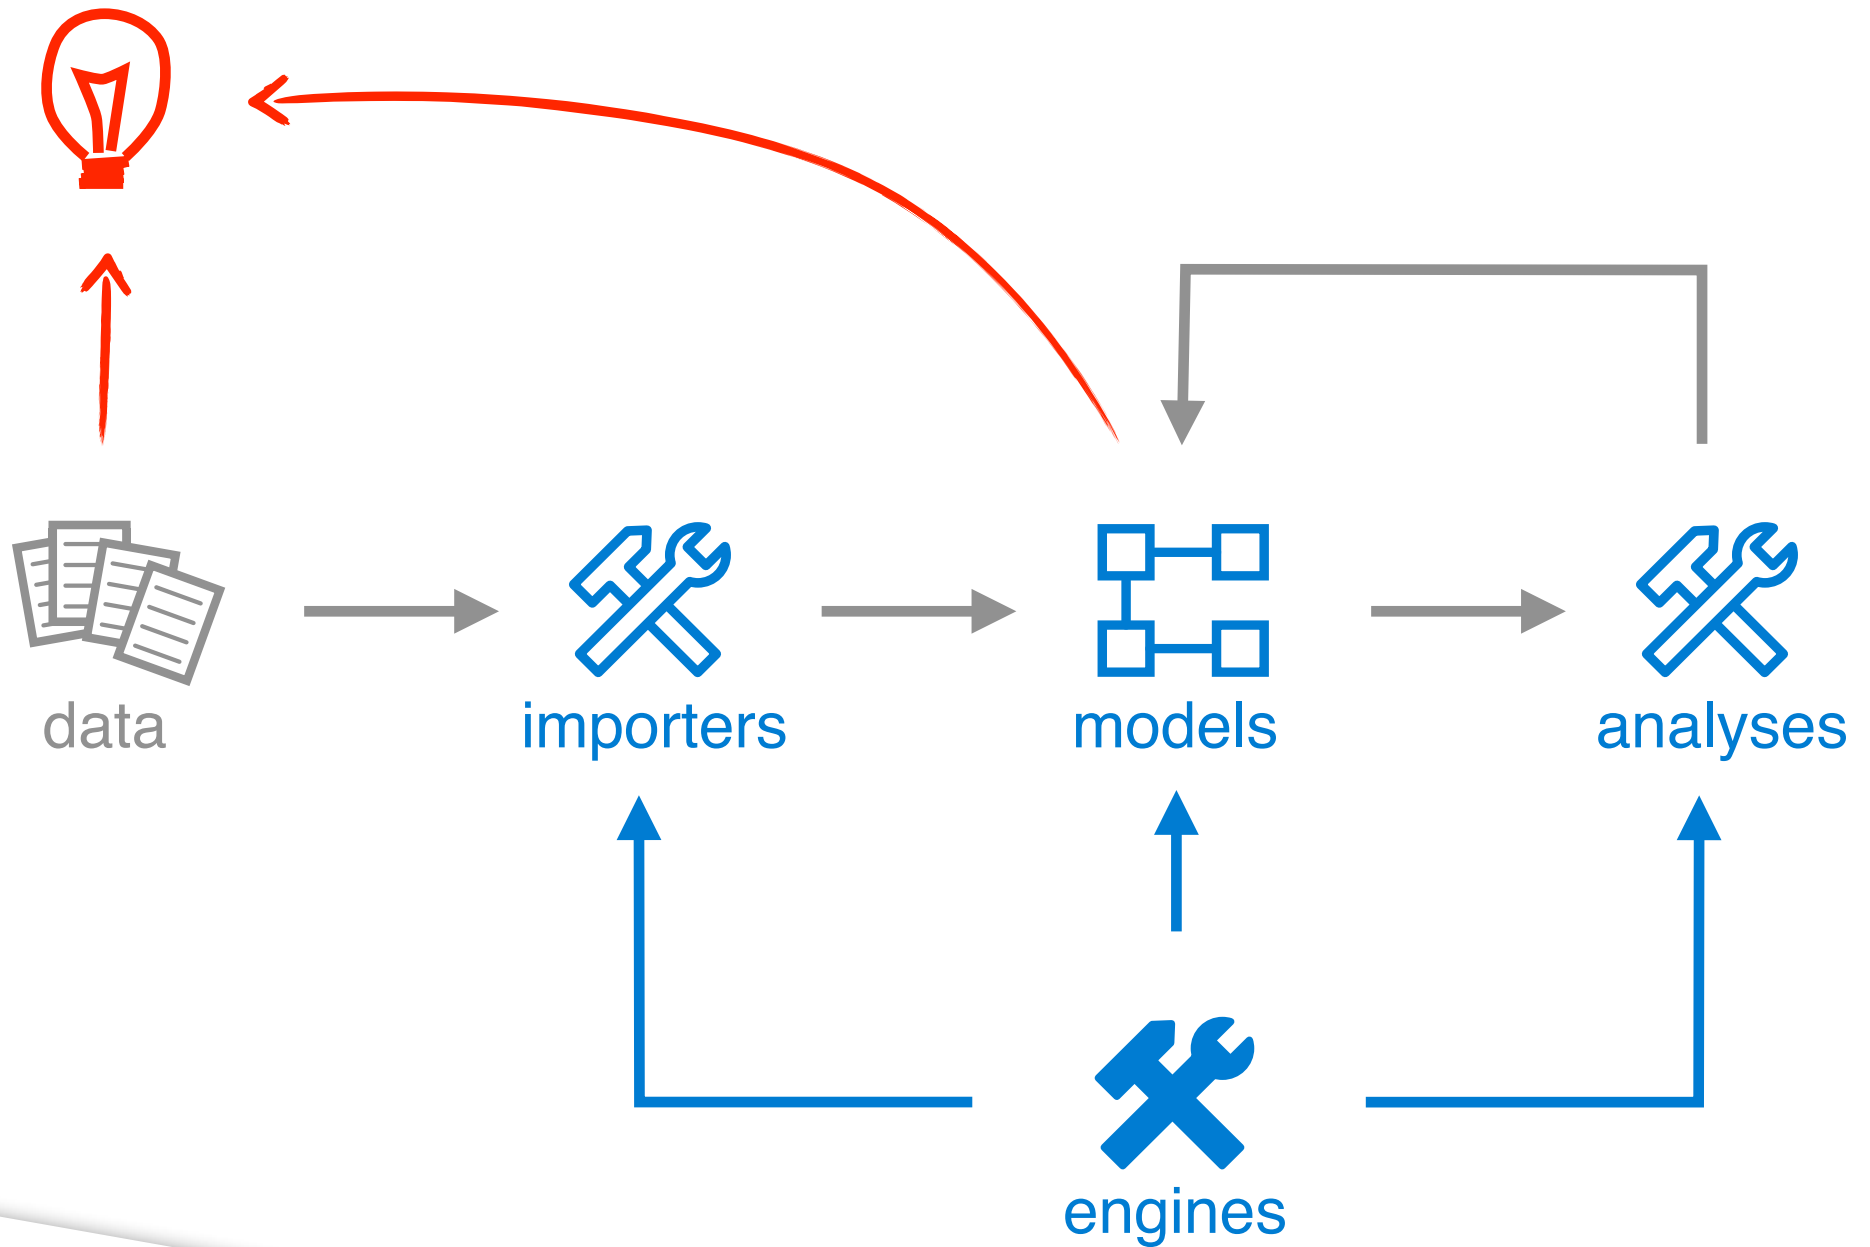 data
importers
models
analyses
engines